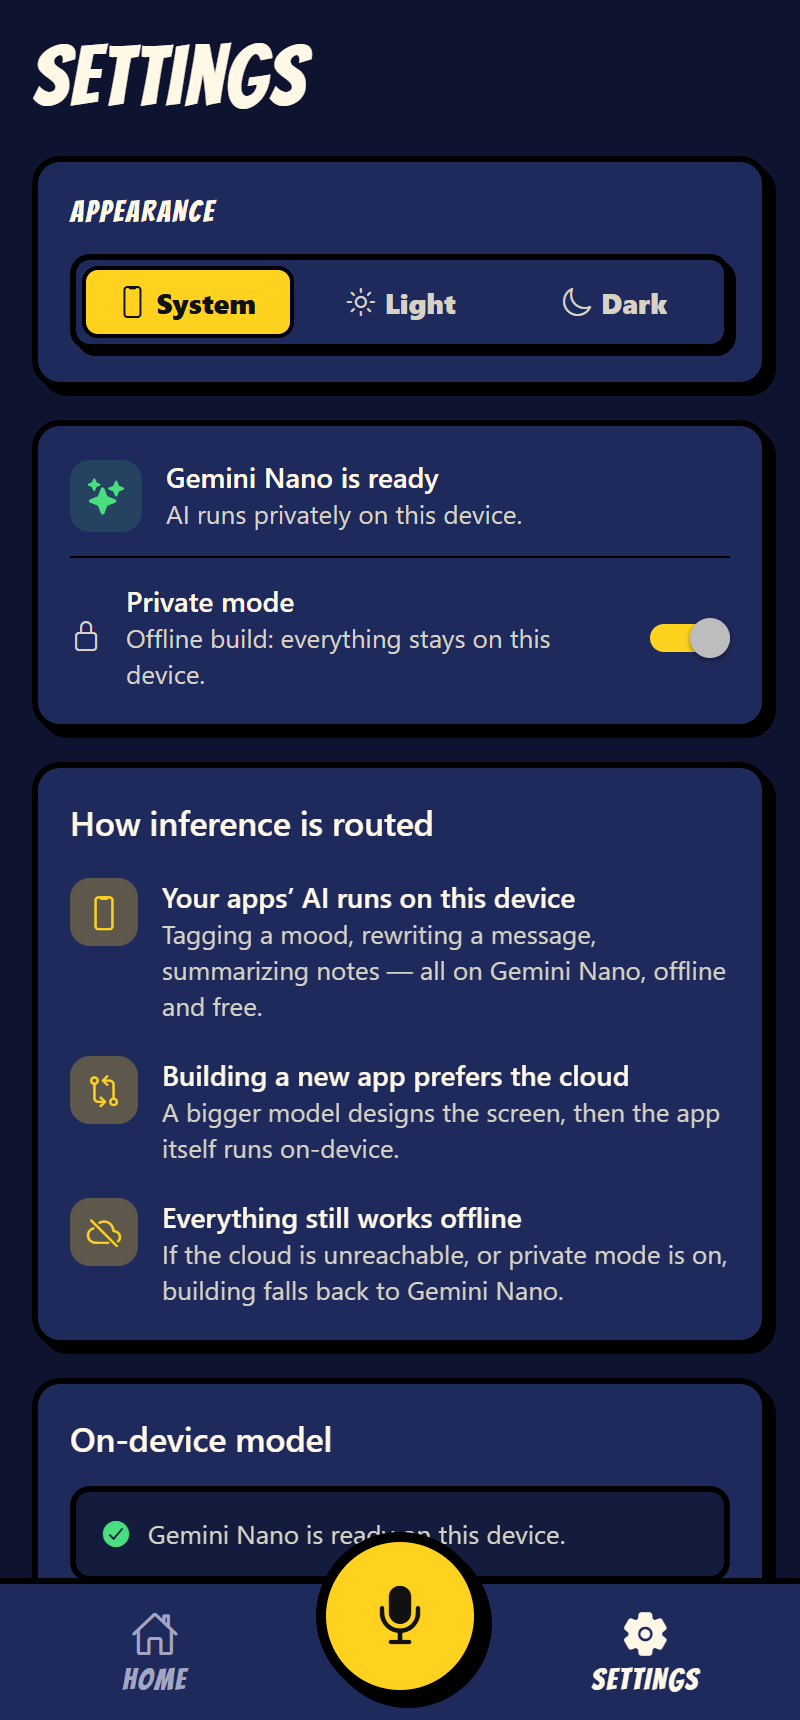 SETTINGS
APPEARANCE
System
Light
Dark
Gemini Nano is ready
AI runs privately on this device.
Private mode
Offline build: everything stays on this
device.
How inference is routed
Your apps’ AI runs on this device
Tagging a mood, rewriting a message,
summarizing notes — all on Gemini Nano, offline
and free.
Building a new app prefers the cloud
A bigger model designs the screen, then the app
itself runs on-device.
Everything still works offline
If the cloud is unreachable, or private mode is on,
building falls back to Gemini Nano.
On-device model
Gemini Nano is ready on this device.
HOME
SETTINGS